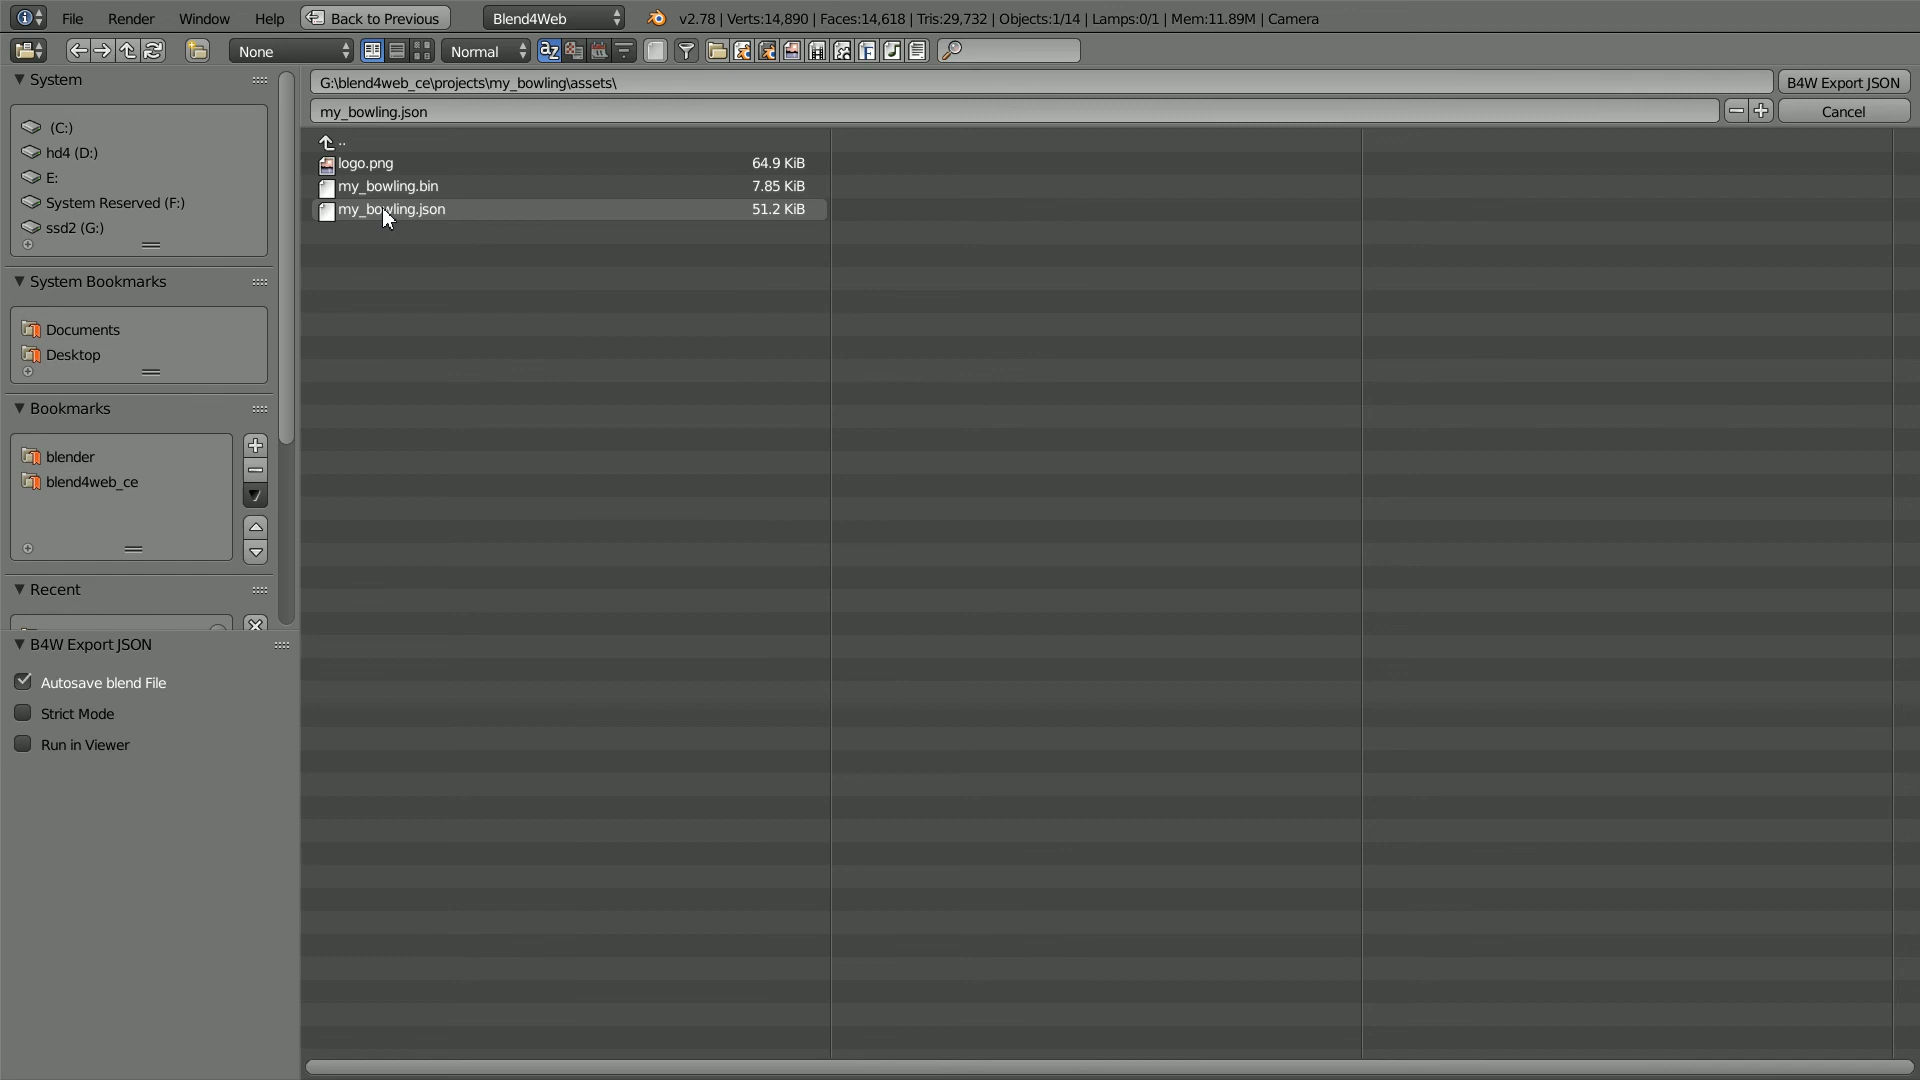 File Render Window Help Back to Previous Blend4Web v2.78 | Verts:14,890 | Faces:14,618 | Tris:29,732 | Objects:1/14 | Lamps:0/1 | Mem:11.89M | Camera
None Normal
System
(C:)
hd4 (D:)
E:
System Reserved (F:)
ssd2 (G:)
System Bookmarks
Documents
Desktop
Bookmarks
blender
blend4web_ce
Recent
B4W Export JSON
Autosave blend File
Strict Mode
Run in Viewer
G:\blend4web_ce\projects\my_bowling\assets\ B4W Export JSON
my_bowling.json Cancel
..
logo.png 64.9 KiB
my_bowling.bin 7.85 KiB
my_bowling.json 51.2 KiB